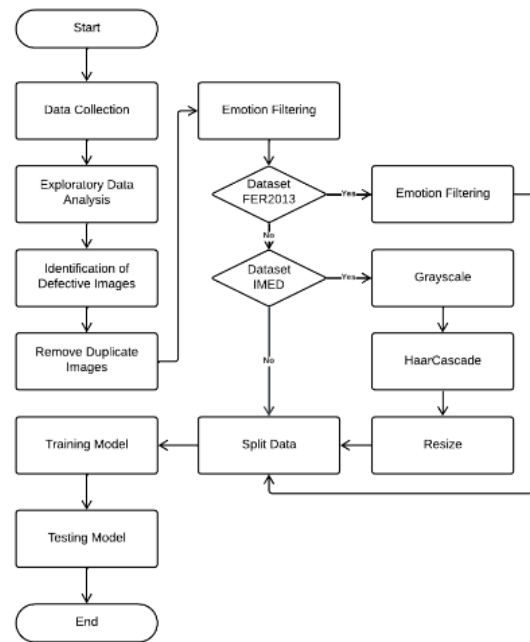 Start
Data Collection
Exploratory Data
Analysis
Identification of
Defective Images
Remove Duplicate
Images
Emotion Filtering
Dataset
FER2013
Yes
Emotion Filtering
No
Dataset
IMED
Yes
Grayscale
HaarCascade
Resize
No
Split Data
Training Model
Testing Model
End